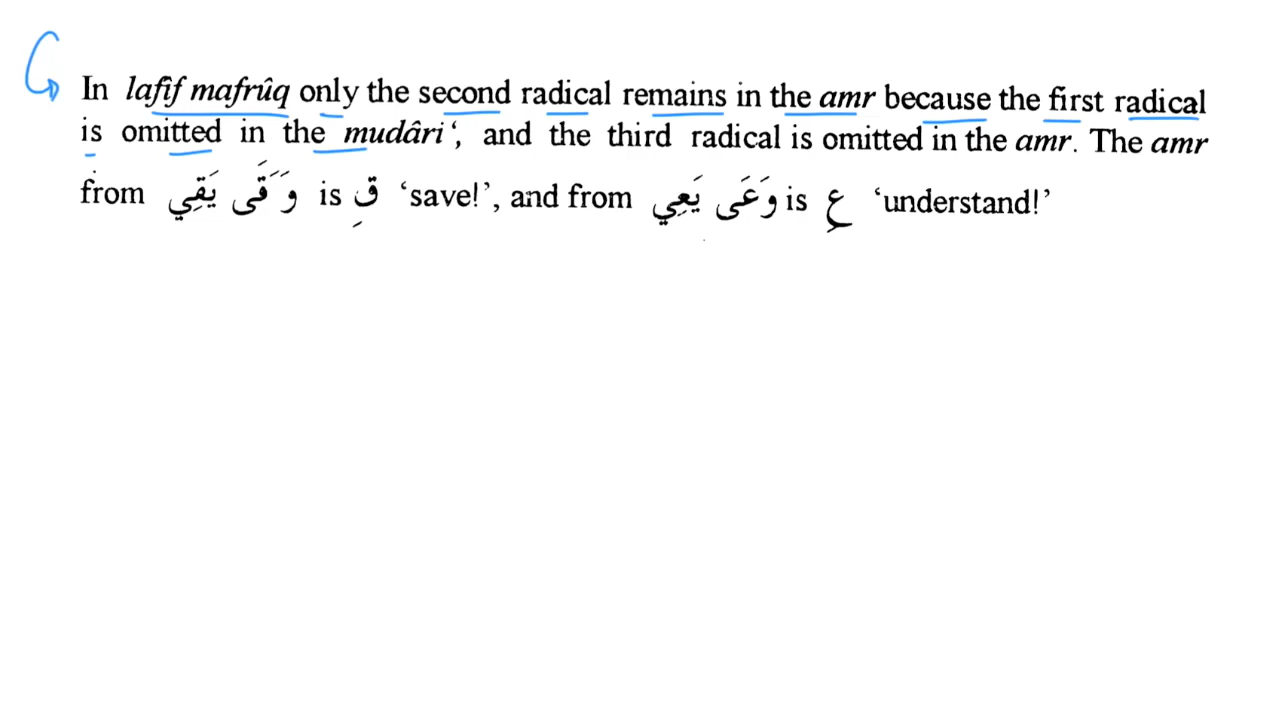 In lafîf mafrûq only the second radical remains in the amr because the first radical
is omitted in the mudâri‘, and the third radical is omitted in the amr. The amr
from وَقَى يَقِي is قِ ‘save!’, and from وَعَى يَعِي is عِ ‘understand!’